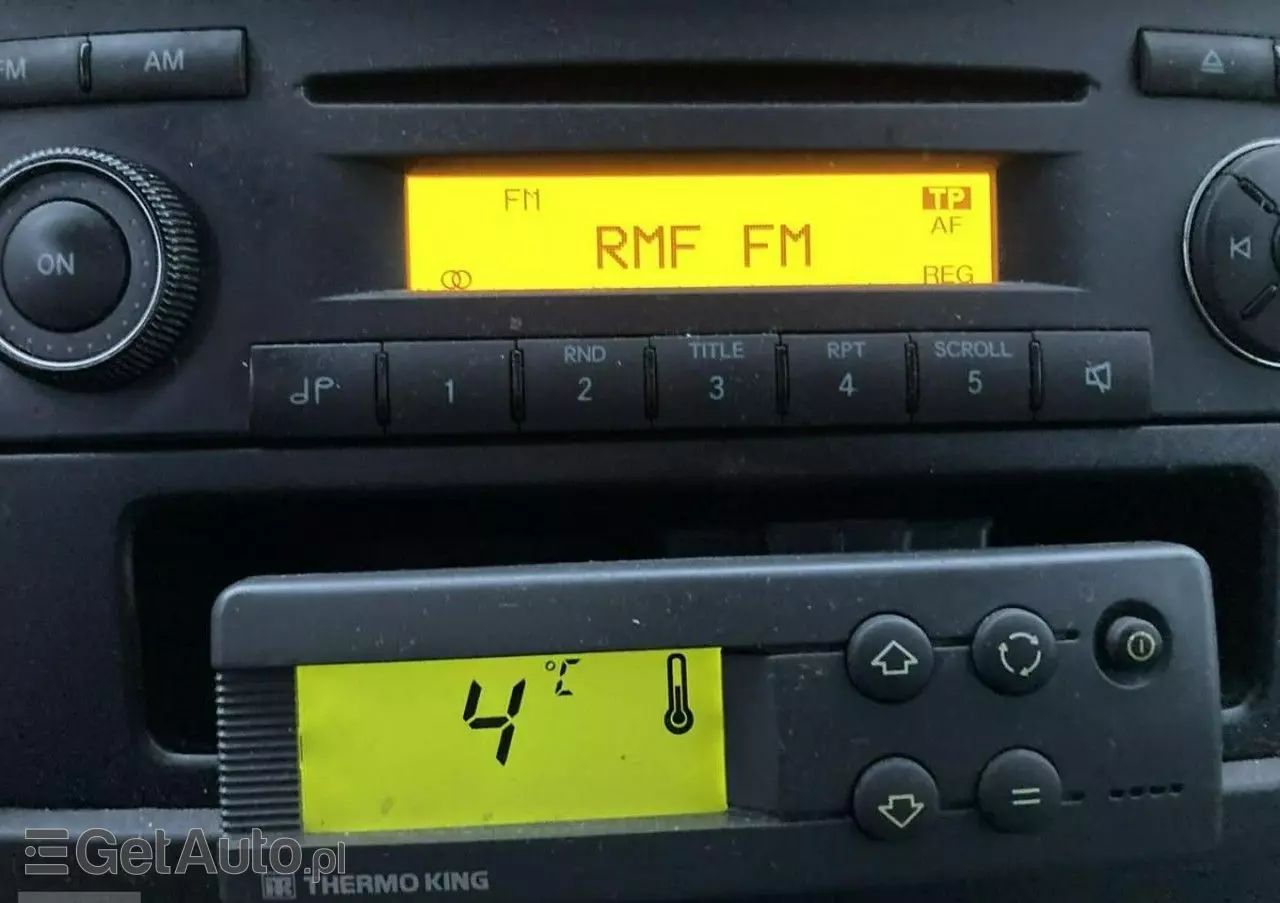 FM AM
FM TP
AF
RMF FM
REG
ON
RND TITLE RPT SCROLL
1 2 3 4 5
4 °C
GetAuto.pl
THERMO KING